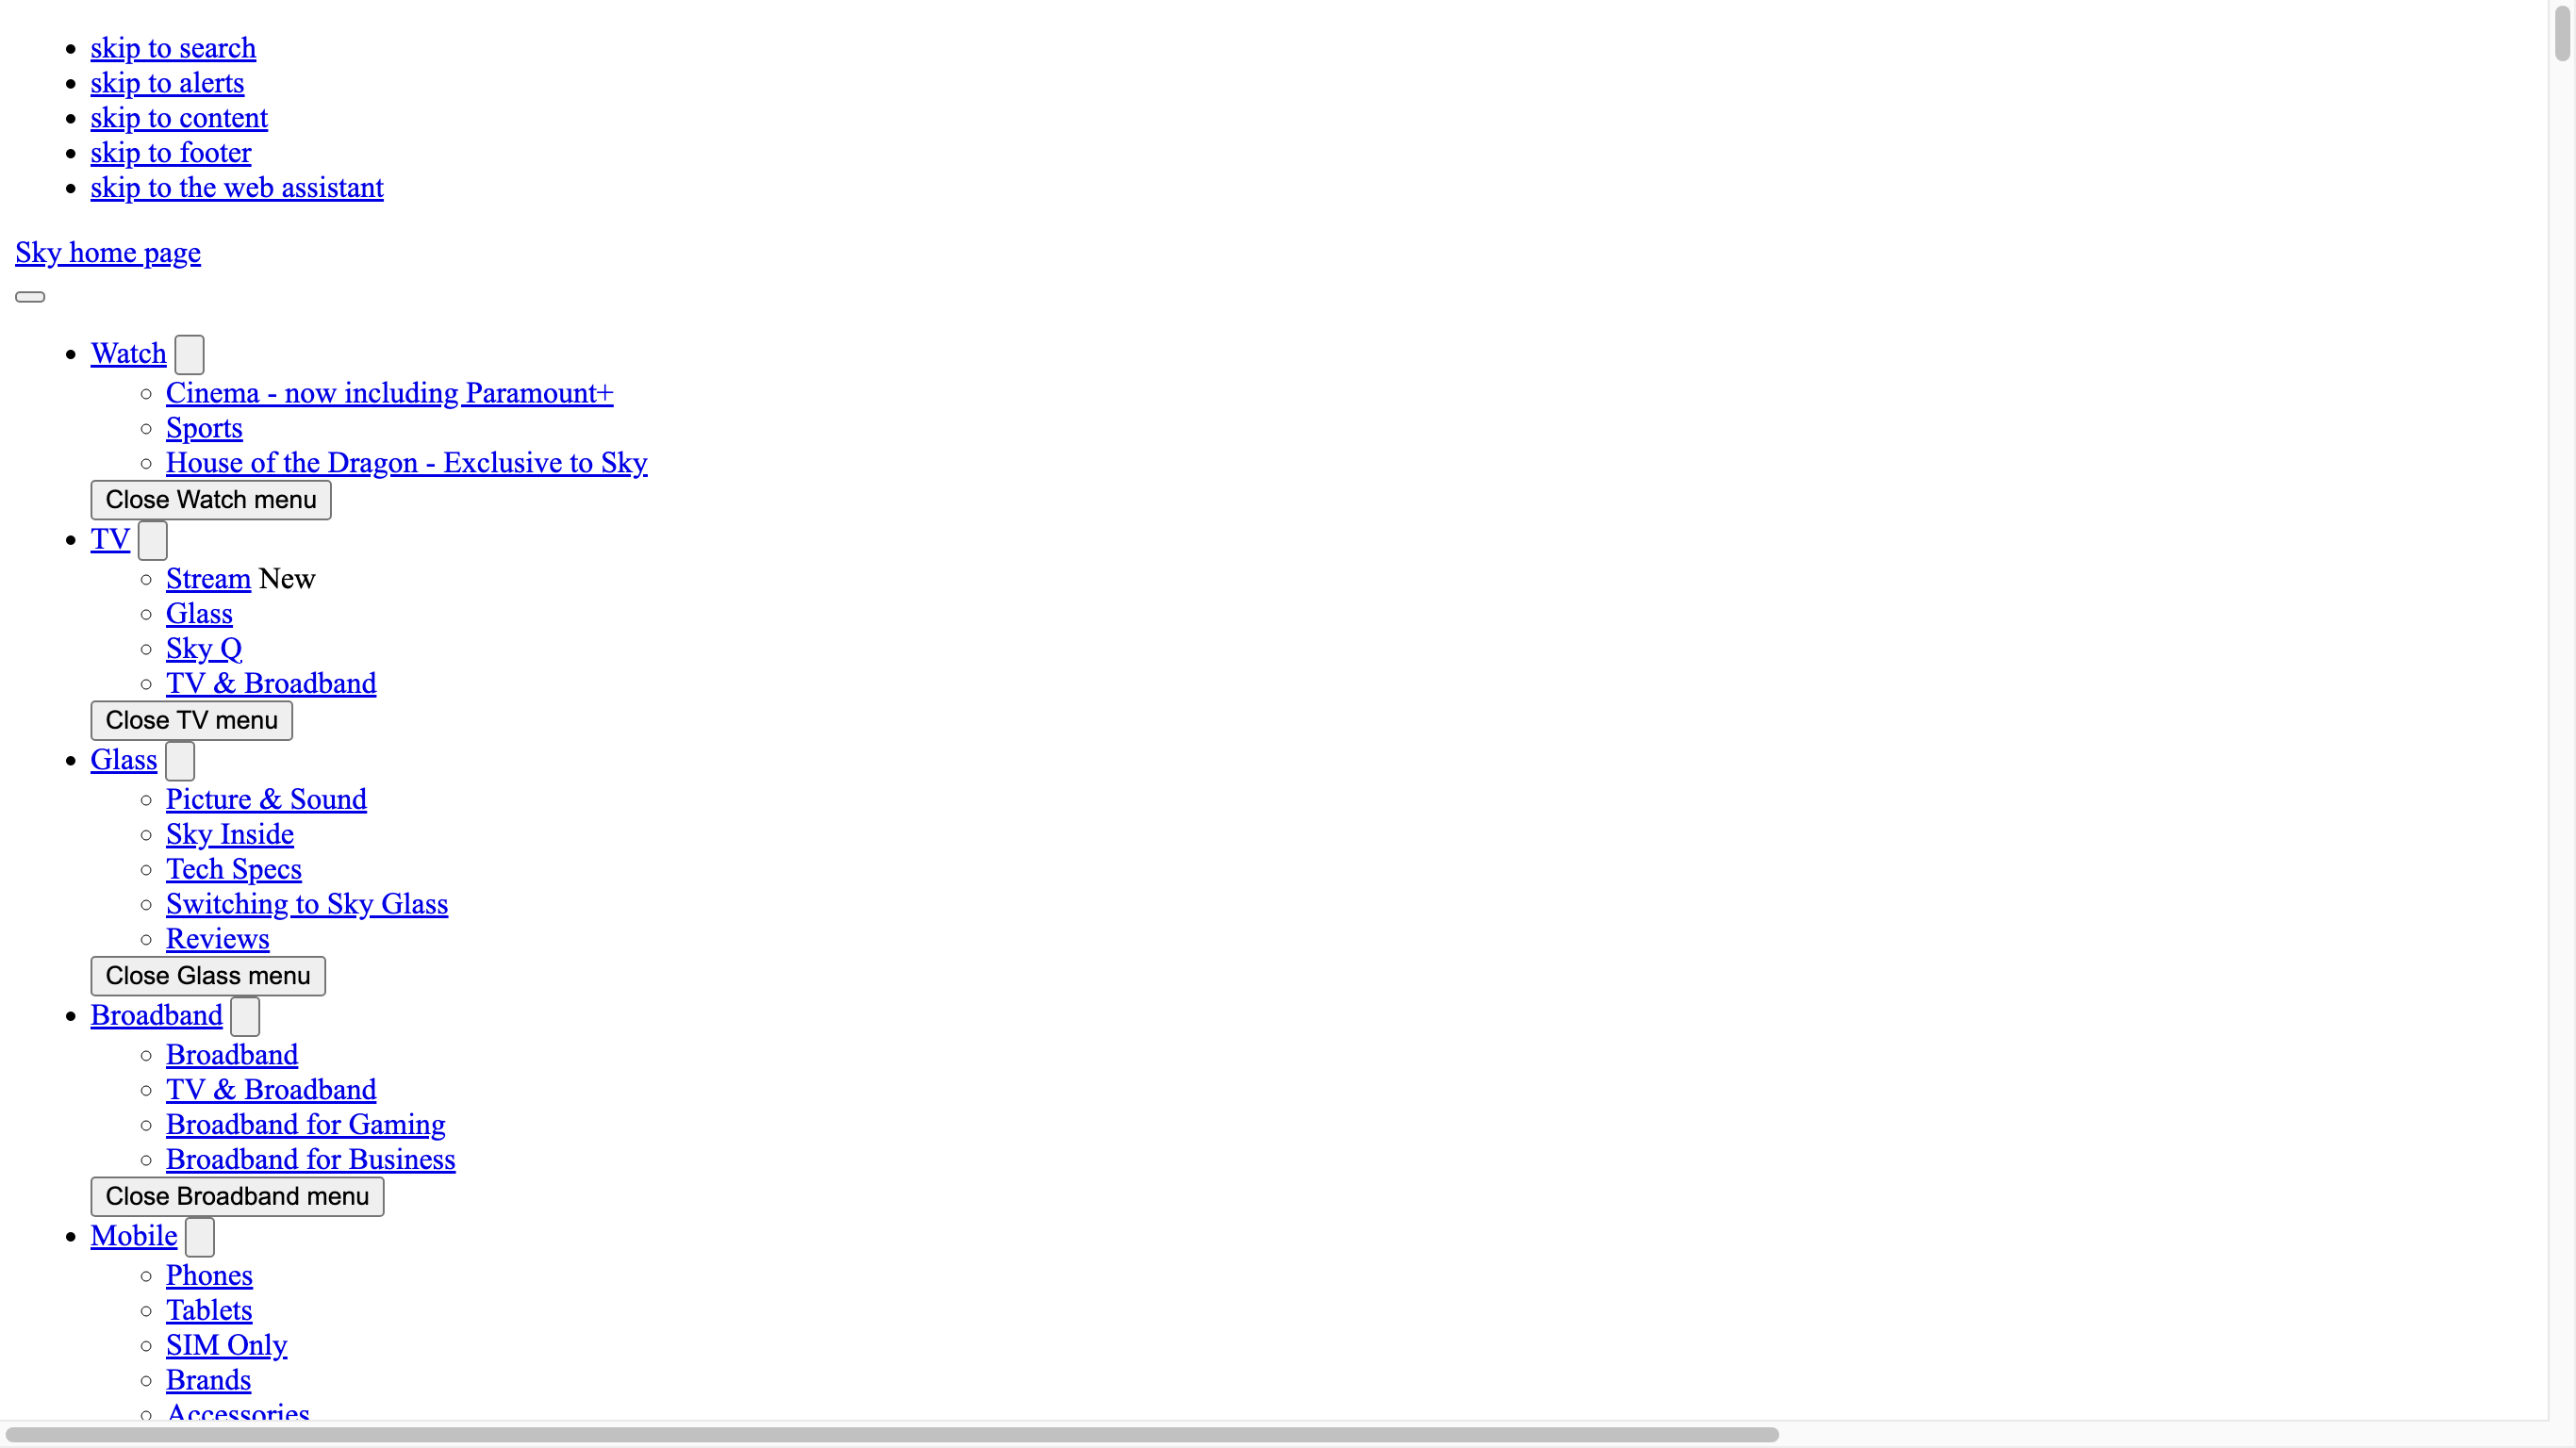 skip to search
skip to alerts
skip to content
skip to footer
skip to the web assistant
Sky home page
Watch
Cinema - now including Paramount+
Sports
House of the Dragon - Exclusive to Sky
Close Watch menu
TV
Stream New
Glass
Sky Q
TV & Broadband
Close TV menu
Glass
Picture & Sound
Sky Inside
Tech Specs
Switching to Sky Glass
Reviews
Close Glass menu
Broadband
Broadband
TV & Broadband
Broadband for Gaming
Broadband for Business
Close Broadband menu
Mobile
Phones
Tablets
SIM Only
Brands
Accessories